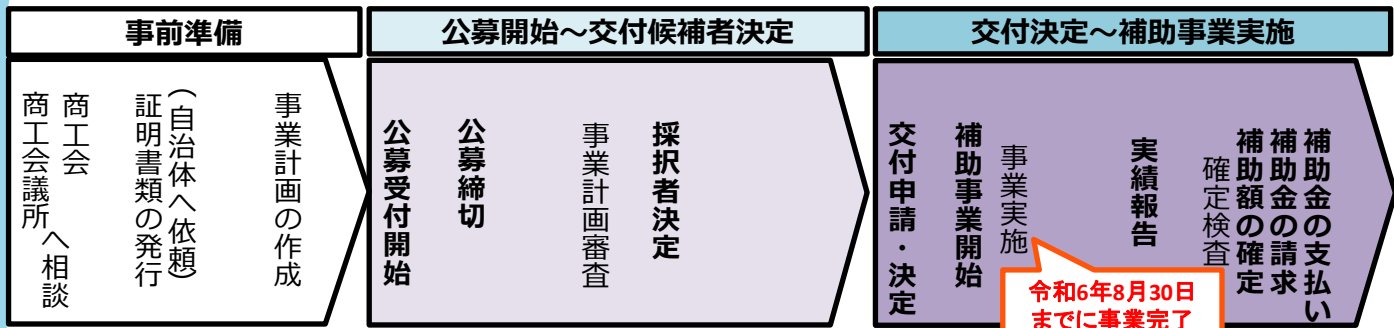 事前準備
商工会
商工会議所
へ相談
証明書類の発行
（自治体へ依頼）
事業計画の作成
公募開始～交付候補者決定
公募受付開始
公募締切
事業計画審査
採択者決定
交付決定～補助事業実施
交付申請・決定
補助事業開始
事業実施
令和6年8月30日
までに事業完了
実績報告
確定検査
補助額の確定
補助金の請求
補助金の支払い